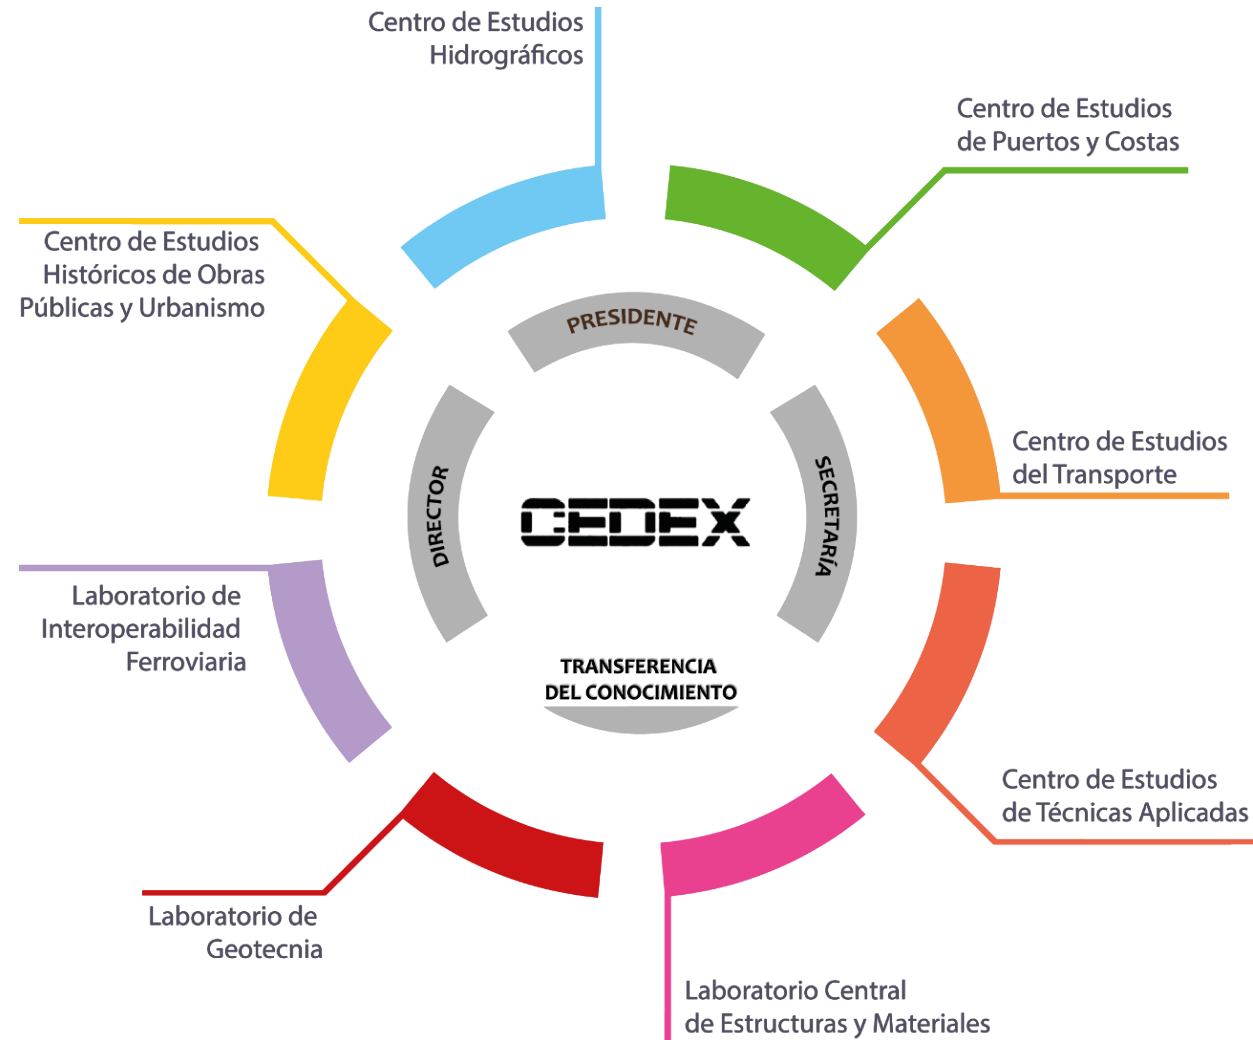 Centro de Estudios
Hidrográficos
Centro de Estudios
de Puertos y Costas
Centro de Estudios
Históricos de Obras
Públicas y Urbanismo
PRESIDENTE
DIRECTOR
SECRETARÍA
CEDEX
Centro de Estudios
del Transporte
Laboratorio de
Interoperabilidad
Ferroviaria
TRANSFERENCIA
DEL CONOCIMIENTO
Centro de Estudios
de Técnicas Aplicadas
Laboratorio de
Geotecnia
Laboratorio Central
de Estructuras y Materiales